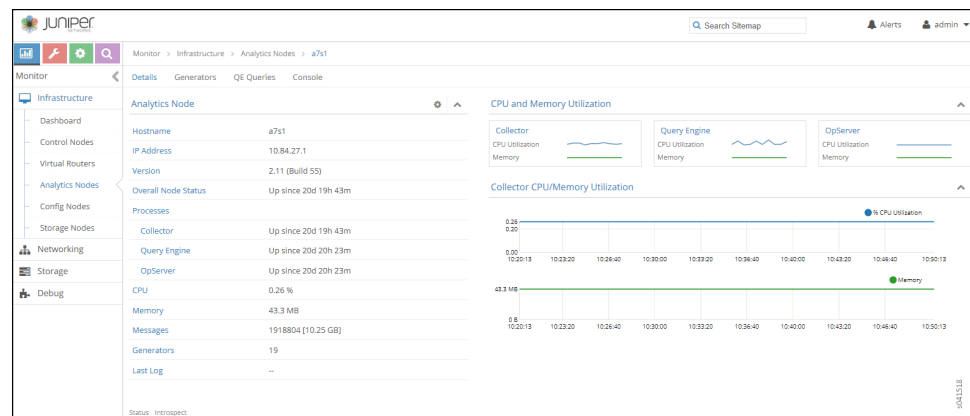 JUNIPER
NETWORKS
Search Sitemap
Alerts
admin
Monitor > Infrastructure > Analytics Nodes > a7s1
Monitor
Details Generators QE Queries Console
Infrastructure
Dashboard
Control Nodes
Virtual Routers
Analytics Nodes
Config Nodes
Storage Nodes
Networking
Storage
Debug
Analytics Node
Hostname a7s1
IP Address 10.84.27.1
Version 2.11 (Build 55)
Overall Node Status Up since 20d 19h 43m
Processes
Collector Up since 20d 19h 43m
Query Engine Up since 20d 20h 23m
OpServer Up since 20d 20h 23m
CPU 0.26 %
Memory 43.3 MB
Messages 1918804 [10.25 GB]
Generators 19
Last Log --
Status Introspect
CPU and Memory Utilization
Collector
CPU Utilization
Memory
Query Engine
CPU Utilization
Memory
OpServer
CPU Utilization
Memory
Collector CPU/Memory Utilization
% CPU Utilization
0.26
0.20
0.00
10:20:13 10:23:20 10:26:40 10:30:00 10:33:20 10:36:40 10:40:00 10:43:20 10:46:40 10:50:13
Memory
43.3 MB
0 B
10:20:13 10:23:20 10:26:40 10:30:00 10:33:20 10:36:40 10:40:00 10:43:20 10:46:40 10:50:13
s041518